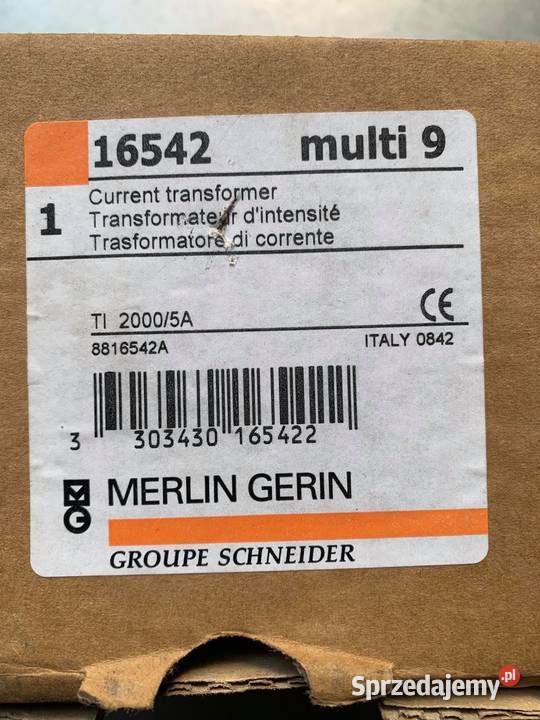 16542 multi 9
1
Current transformer
Transformateur d'intensité
Trasformatore di corrente
TI 2000/5A
CE
8816542A
ITALY 0842
3 303430 165422
MERLIN GERIN
GROUPE SCHNEIDER
Sprzedajemy.pl